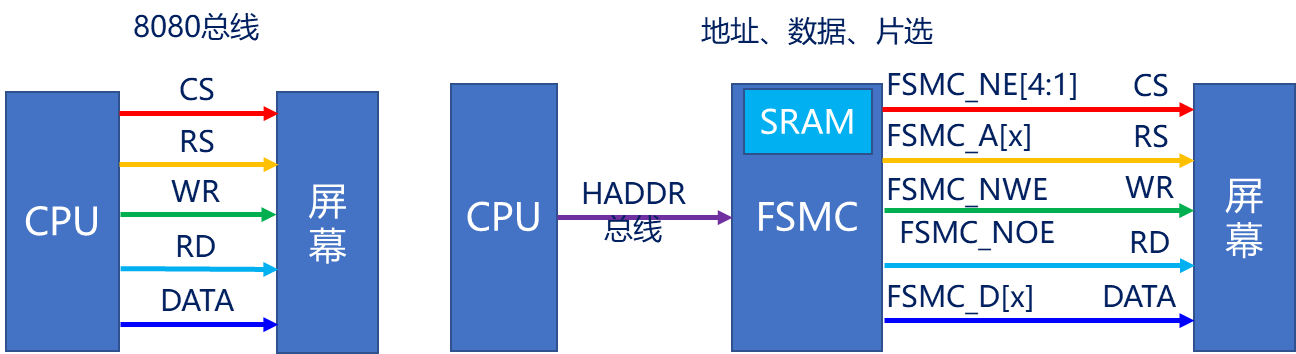 8080总线
CS
RS
WR
RD
DATA
CPU
屏幕
地址、数据、片选
CPU
HADDR
总线
SRAM
FSMC
FSMC_NE[4:1] CS
FSMC_A[x] RS
FSMC_NWE WR
FSMC_NOE RD
FSMC_D[x] DATA
屏幕